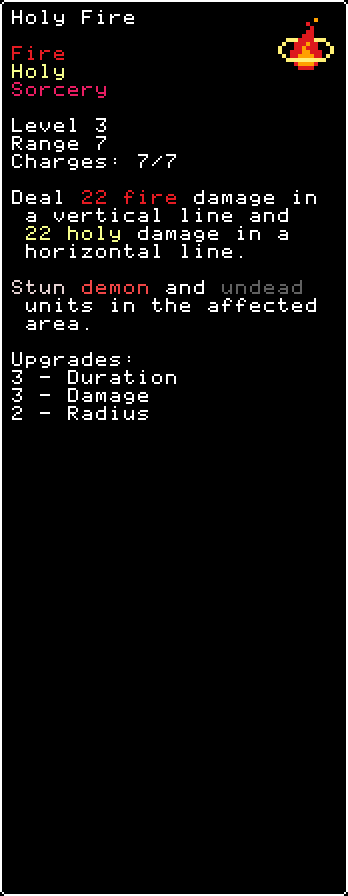 Holy Fire
Fire
Holy
Sorcery
Level 3
Range 7
Charges: 7/7
Deal 22 fire damage in
a vertical line and
22 holy damage in a
horizontal line.
Stun demon and undead
units in the affected
area.
Upgrades:
3 - Duration
3 - Damage
2 - Radius